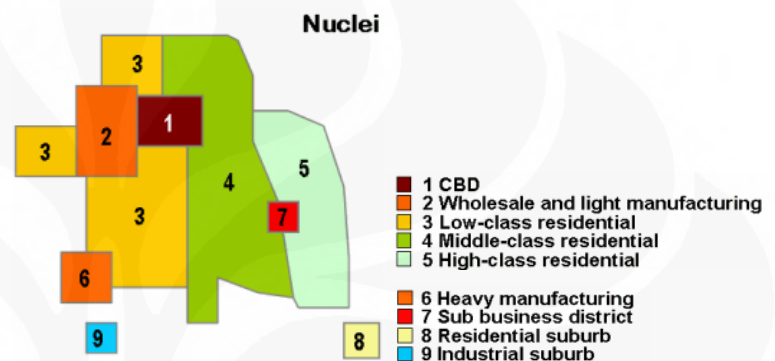 Nuclei
3
2
1
3
5
4
3
7
6
9
8
1 CBD
2 Wholesale and light manufacturing
3 Low-class residential
4 Middle-class residential
5 High-class residential
6 Heavy manufacturing
7 Sub business district
8 Residential suburb
9 Industrial suburb